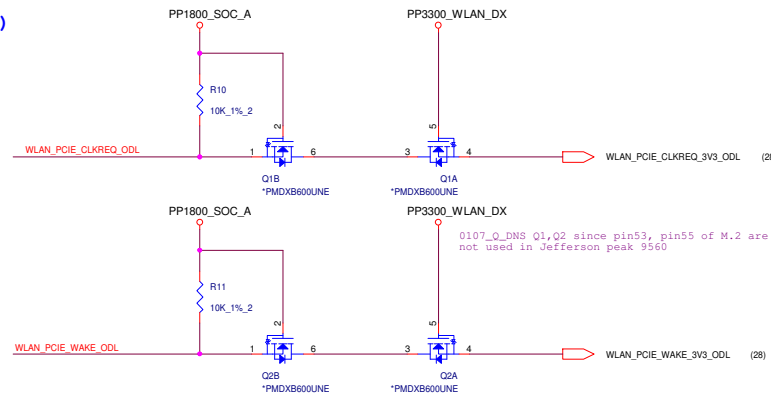 )
PP1800_SOC_A PP3300_WLAN_DX
R10
10K_1%_2
2 5
WLAN_PCIE_CLKREQ_ODL 1 6 3 4 WLAN_PCIE_CLKREQ_3V3_ODL
Q1B Q1A
*PMDXB600UNE *PMDXB600UNE
PP1800_SOC_A PP3300_WLAN_DX
0107_Q_DNS Q1,Q2 since pin53, pin55 of M.2 are
not used in Jefferson peak 9560
R11
10K_1%_2
2 5
WLAN_PCIE_WAKE_ODL 1 6 3 4 WLAN_PCIE_WAKE_3V3_ODL (28)
Q2B Q2A
*PMDXB600UNE *PMDXB600UNE